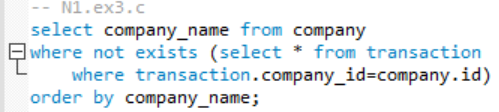 -- N1.ex3.c
select company_name from company
where not exists (select * from transaction
where transaction.company_id=company.id)
order by company_name;